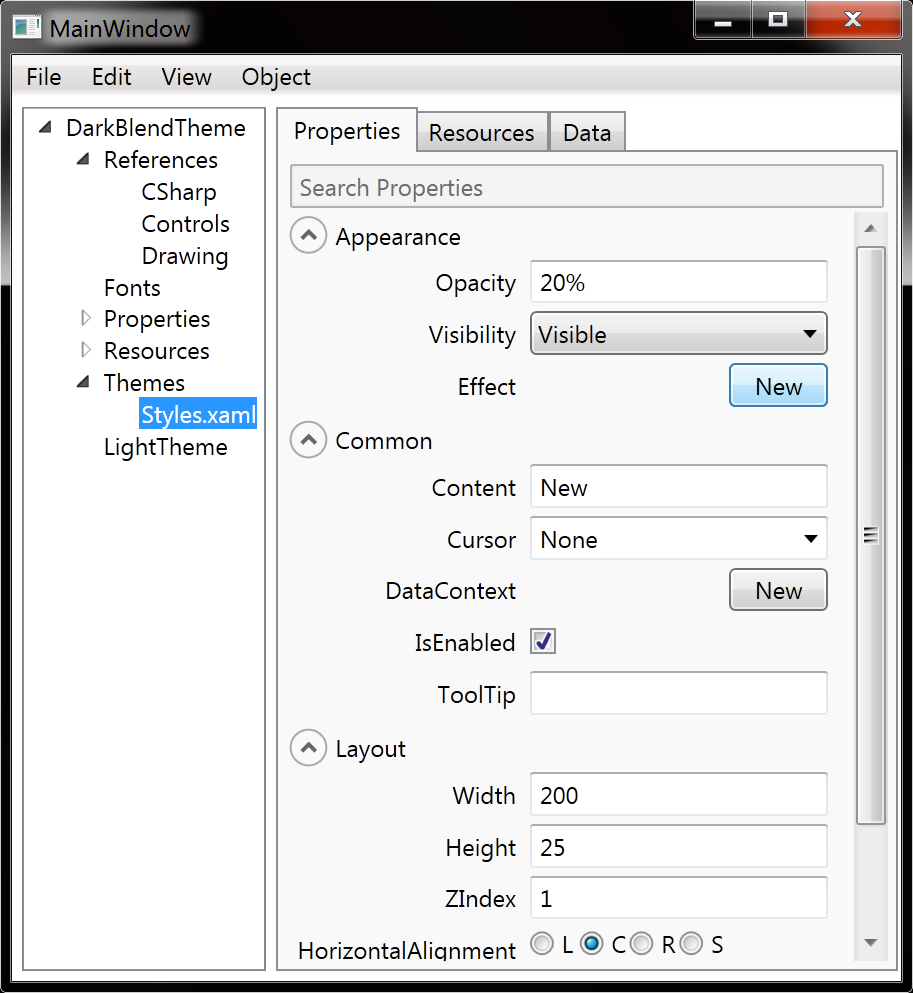 MainWindow
File Edit View Object
DarkBlendTheme
References
CSharp
Controls
Drawing
Fonts
Properties
Resources
Themes
Styles.xaml
LightTheme
Properties Resources Data
Search Properties
Appearance
Opacity 20%
Visibility Visible
Effect New
Common
Content New
Cursor None
DataContext New
IsEnabled
ToolTip
Layout
Width 200
Height 25
ZIndex 1
HorizontalAlignment L C R S